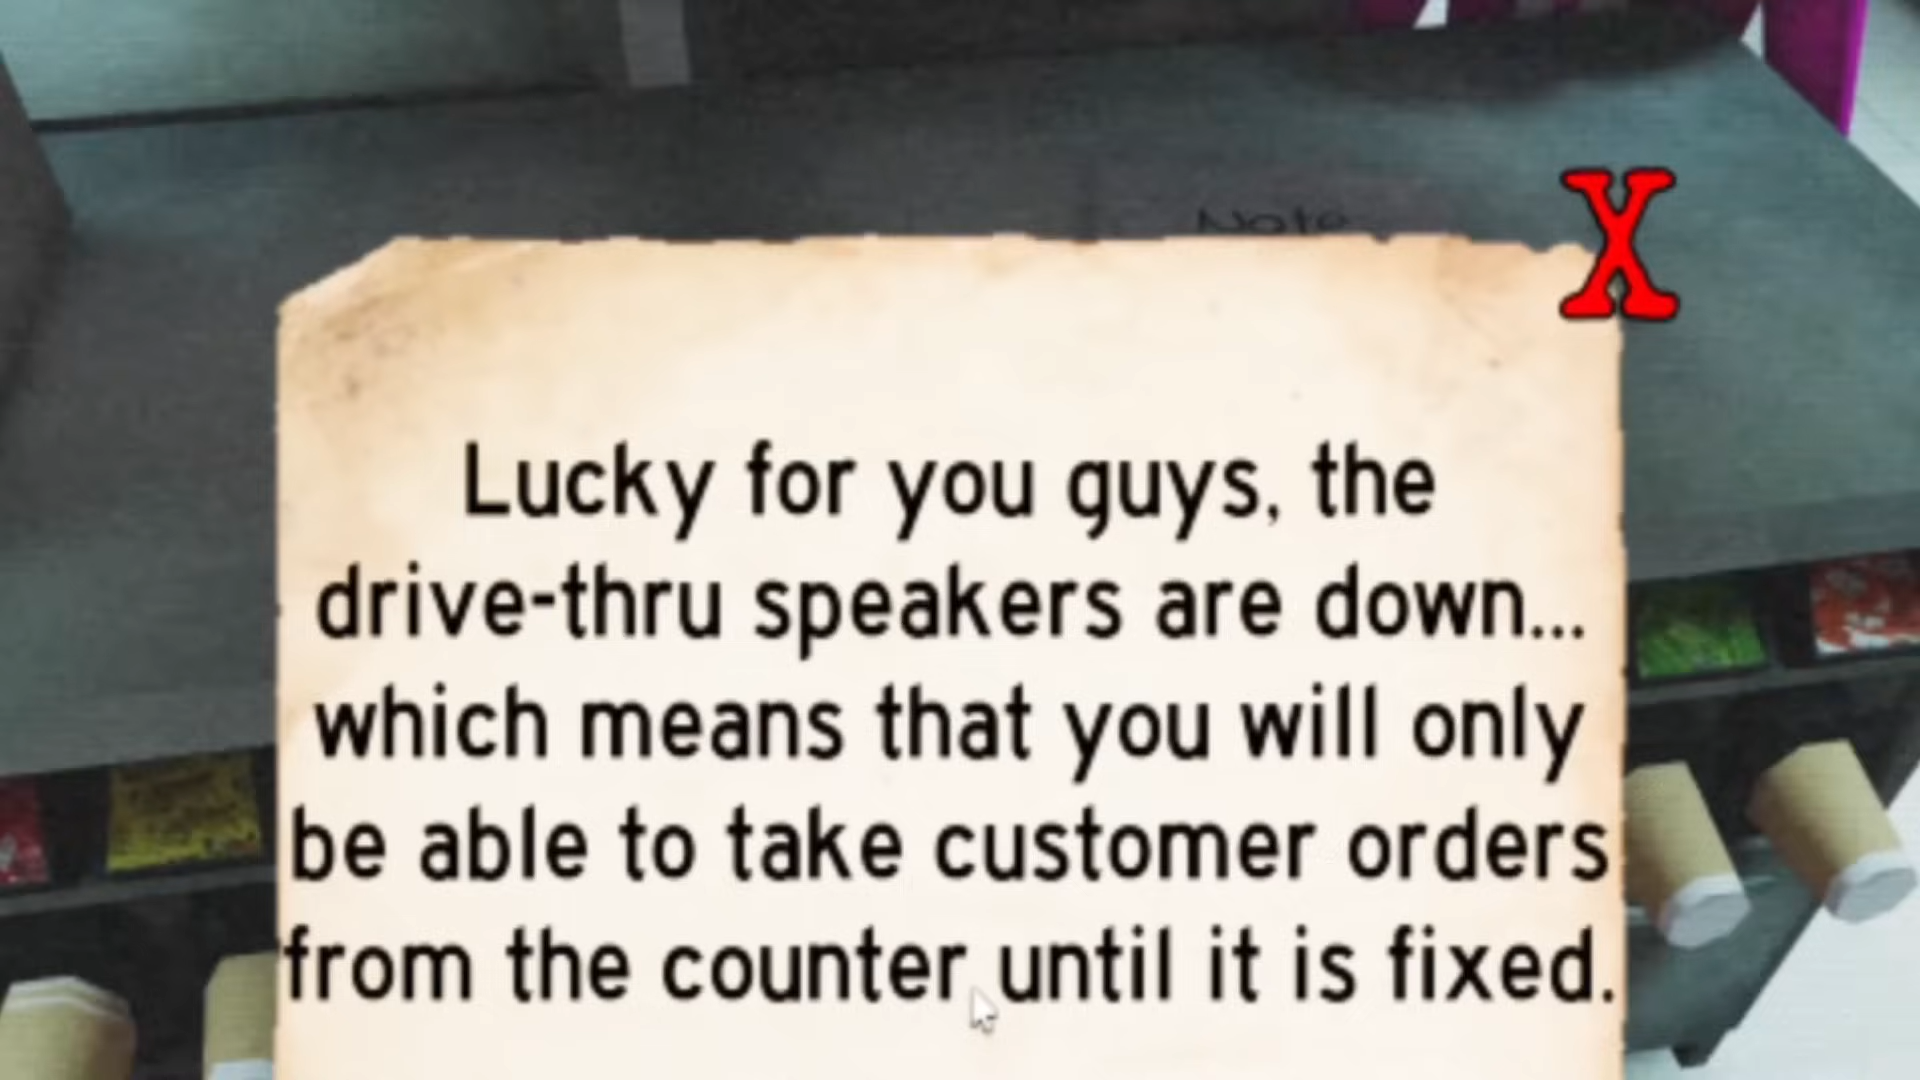 Note
X
Lucky for you guys, the
drive-thru speakers are down...
which means that you will only
be able to take customer orders
from the counter until it is fixed.